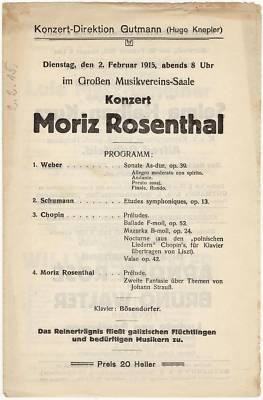 Konzert-Direktion Gutmann (Hugo Knepler)
Dienstag, den 2. Februar 1915, abends 8 Uhr
im Großen Musikvereins-Saale
Konzert
Moriz Rosenthal
PROGRAMM:
1. Weber . . . . Sonate As-dur, op. 39.
Allegro moderato con spirito.
Andante.
Presto assai.
Finale. Rondo.
2. Schumann . . . . Etudes symphoniques, op. 13.
3. Chopin . . . . Préludes.
Ballade F-moll, op. 52.
Mazurka B-moll, op. 24.
Nocturne (aus den „polnischen
Liedern“ Chopin's, für Klavier
übertragen von Liszt).
Valse op. 42.
4. Moriz Rosenthal . . . Prélude.
Zweite Fantasie über Themen von
Johann Strauß.
Klavier: Bösendorfer.
Das Reinerträgnis fließt galizischen Flüchtlingen
und bedürftigen Musikern zu.
Preis 20 Heller